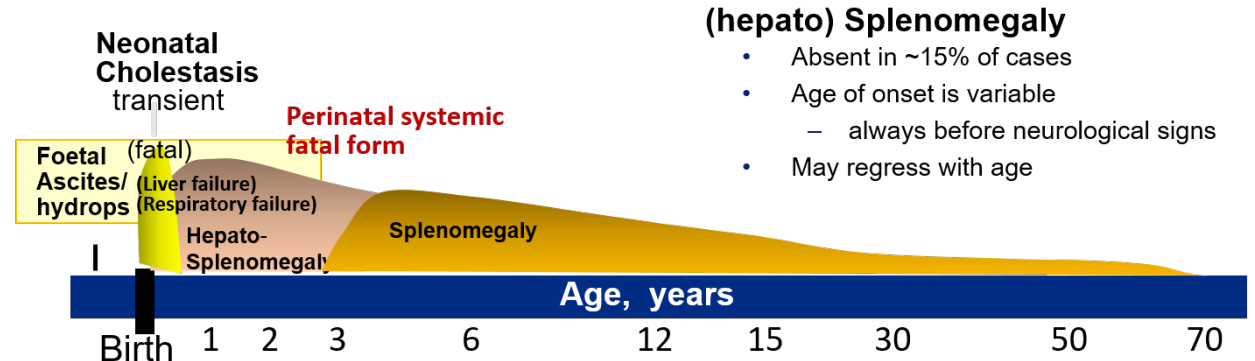 (hepato) Splenomegaly
• Absent in ~15% of cases
• Age of onset is variable
– always before neurological signs
• May regress with age
Neonatal
Cholestasis
transient
(fatal)
Perinatal systemic
fatal form
Foetal
Ascites/
hydrops
(Liver failure)
(Respiratory failure)
Hepato-
Splenomegaly
Splenomegaly
I
Age, years
Birth 1 2 3 6 12 15 30 50 70